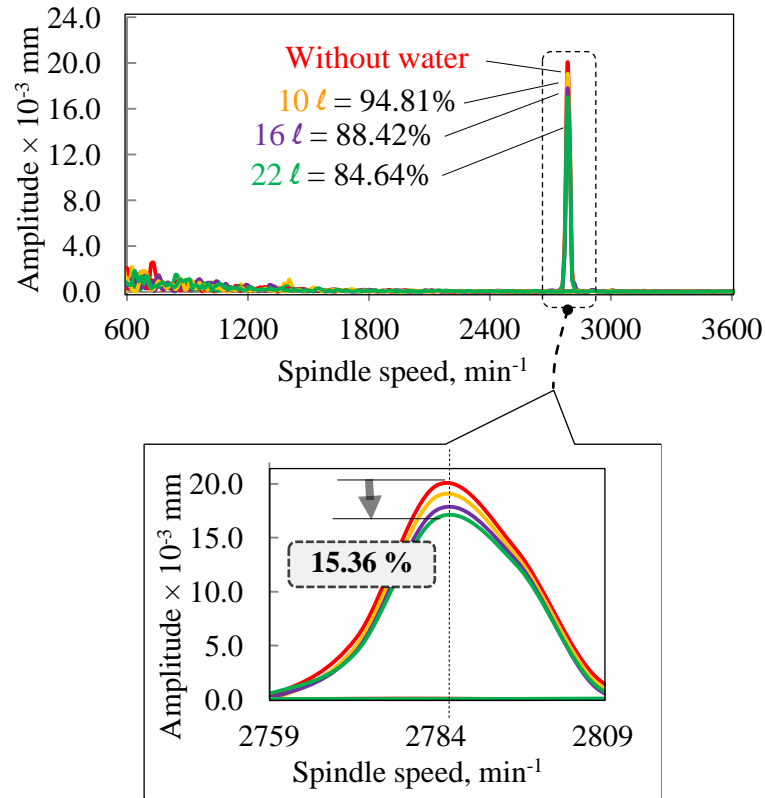 Amplitude × 10⁻³ mm
24.0
20.0
16.0
12.0
8.0
4.0
0.0
Without water
10 ℓ = 94.81%
16 ℓ = 88.42%
22 ℓ = 84.64%
600 1200 1800 2400 3000 3600
Spindle speed, min⁻¹
Amplitude × 10⁻³ mm
20.0
15.0
10.0
5.0
0.0
15.36 %
2759 2784 2809
Spindle speed, min⁻¹